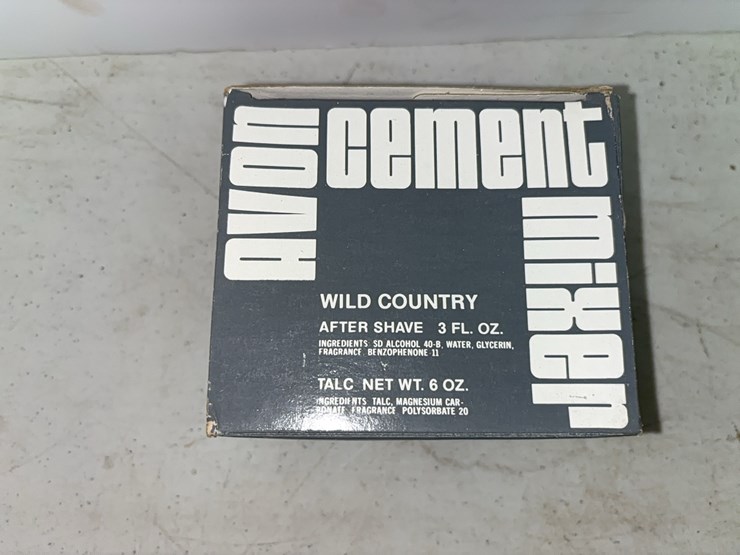 avon
cement
mixer
WILD COUNTRY
AFTER SHAVE 3 FL. OZ.
INGREDIENTS SD ALCOHOL 40-B, WATER, GLYCERIN,
FRAGRANCE BENZOPHENONE 11
TALC NET WT. 6 OZ.
INGREDIENTS TALC, MAGNESIUM CAR-
BONATE FRAGRANCE POLYSORBATE 20